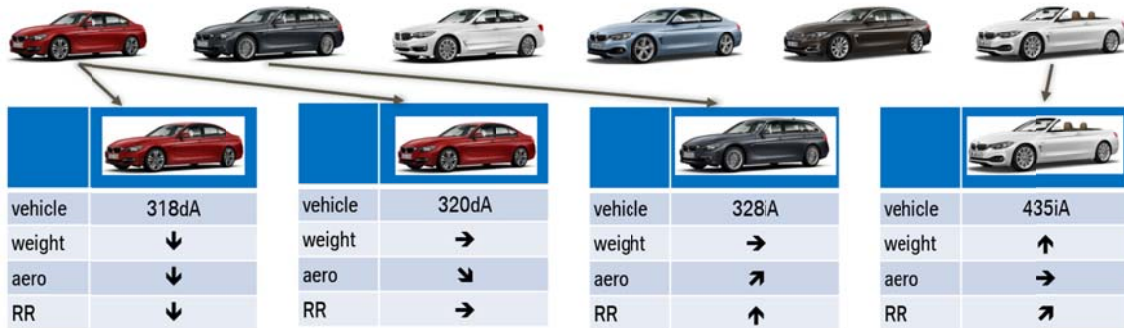 vehicle 318dA
weight ↓
aero ↓
RR ↓
vehicle 320dA
weight →
aero ↘
RR →
vehicle 328iA
weight →
aero ↗
RR ↑
vehicle 435iA
weight ↑
aero →
RR ↗